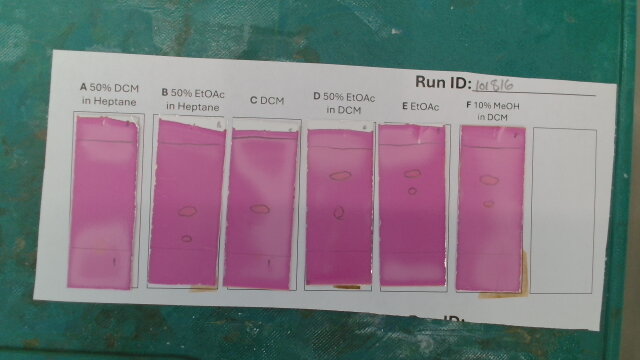 Run ID: 101816
A 50% DCM
in Heptane
B 50% EtOAc
in Heptane
C DCM
D 50% EtOAc
in DCM
E EtOAc
F 10% MeOH
in DCM